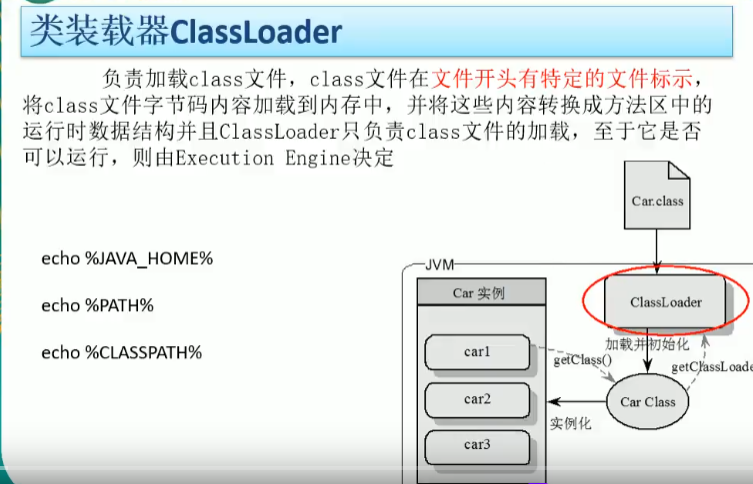 类装载器ClassLoader
负责加载class文件，class文件在文件开头有特定的文件标示，
将class文件字节码内容加载到内存中，并将这些内容转换成方法区中的
运行时数据结构并且ClassLoader只负责class文件的加载，至于它是否
可以运行，则由Execution Engine决定
Car.class
echo %JAVA_HOME%
JVM
Car 实例
ClassLoader
echo %PATH%
加载并初始化
echo %CLASSPATH%
car1
getClass()
getClassLoade
car2
Car Class
实例化
car3